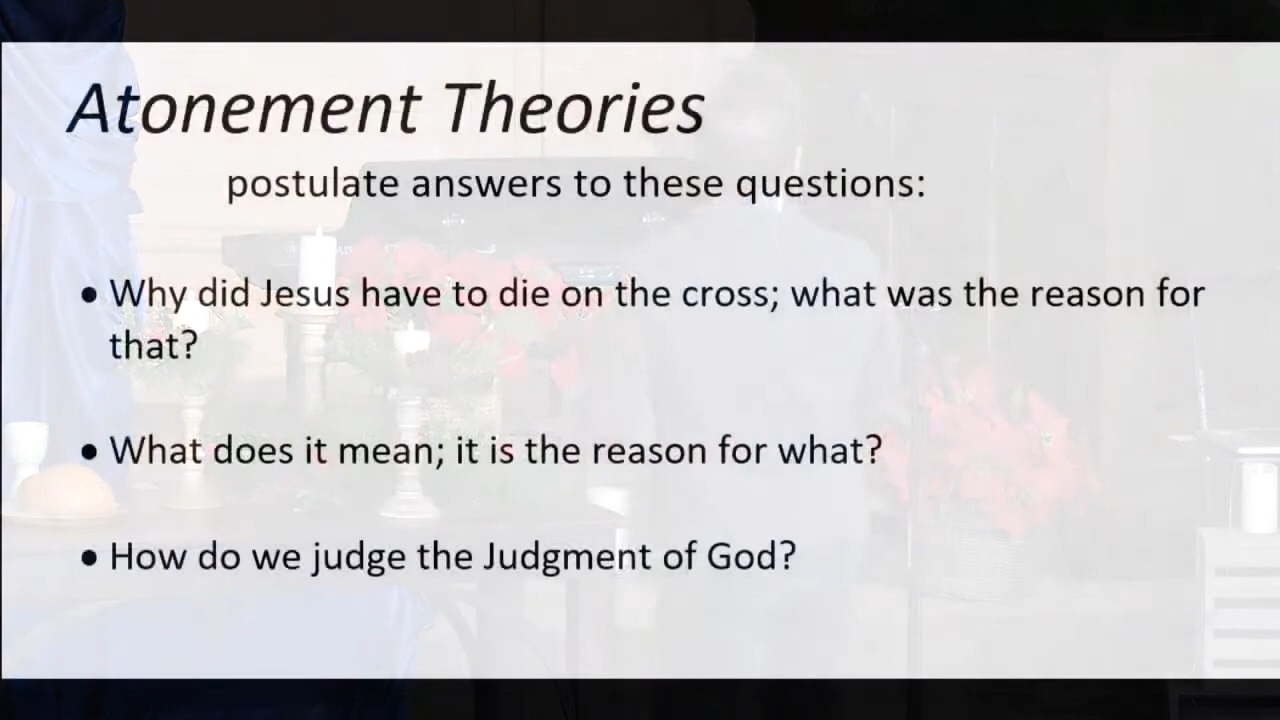 Atonement Theories
postulate answers to these questions:
• Why did Jesus have to die on the cross; what was the reason for
that?
• What does it mean; it is the reason for what?
• How do we judge the Judgment of God?